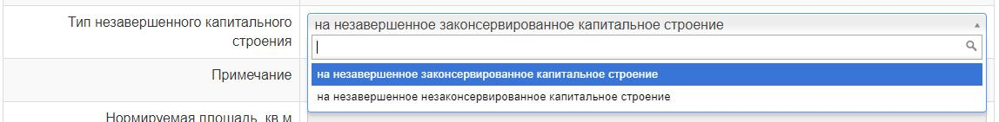 Тип незавершенного капитального
строения
на незавершенное законсервированное капитальное строение
на незавершенное законсервированное капитальное строение
на незавершенное незаконсервированное капитальное строение
Примечание
Нормируемая площадь, кв.м